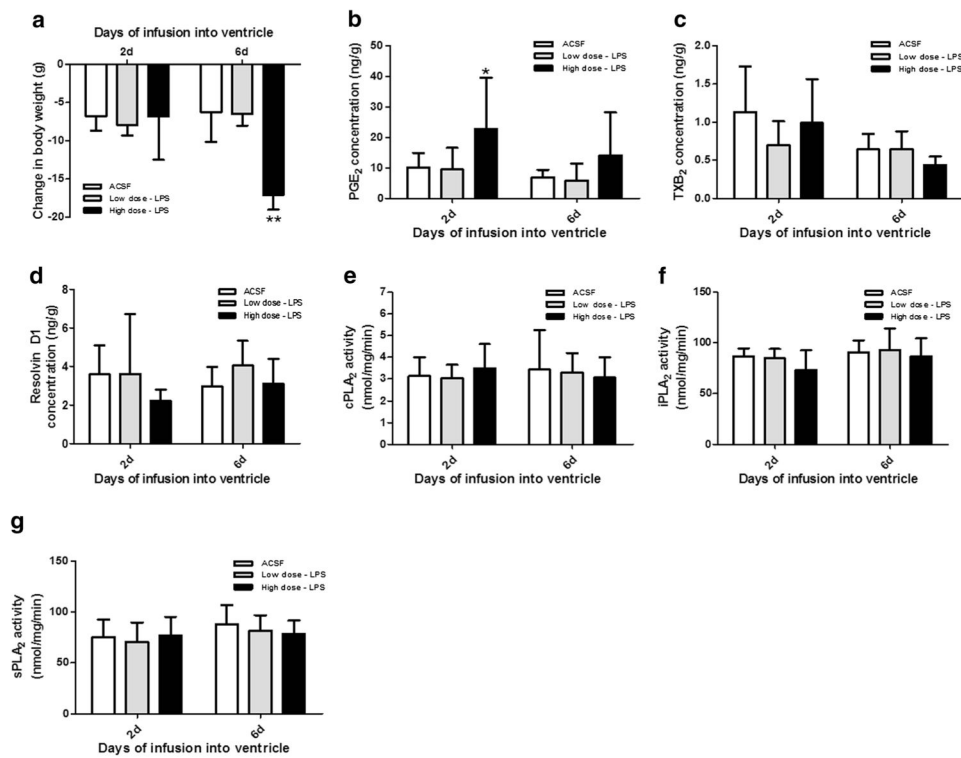 a
Days of infusion into ventricle
2d 6d
0
-5
-10
-15
-20
Change in body weight (g)
ACSF
Low dose - LPS
High dose - LPS
**
b
ACSF
Low dose - LPS
High dose - LPS
PGE2 concentration (ng/g)
50
40
30
20
10
0
*
2d 6d
Days of infusion into ventricle
c
ACSF
Low dose - LPS
High dose - LPS
TXB2 concentration (ng/g)
2.0
1.5
1.0
0.5
0.0
2d 6d
Days of infusion into ventricle
d
ACSF
Low dose - LPS
High dose - LPS
Resolvin D1
concentration (ng/g)
8
6
4
2
0
2d 6d
Days of infusion into ventricle
e
ACSF
Low dose - LPS
High dose - LPS
cPLA2 activity
(nmol/mg/min)
7
6
5
4
3
2
1
0
2d 6d
Days of infusion into ventricle
f
ACSF
Low dose - LPS
High dose - LPS
iPLA2 activity
(nmol/mg/min)
150
100
50
0
2d 6d
Days of infusion into ventricle
g
ACSF
Low dose - LPS
High dose - LPS
sPLA2 activity
(nmol/mg/min)
150
100
50
0
2d 6d
Days of infusion into ventricle